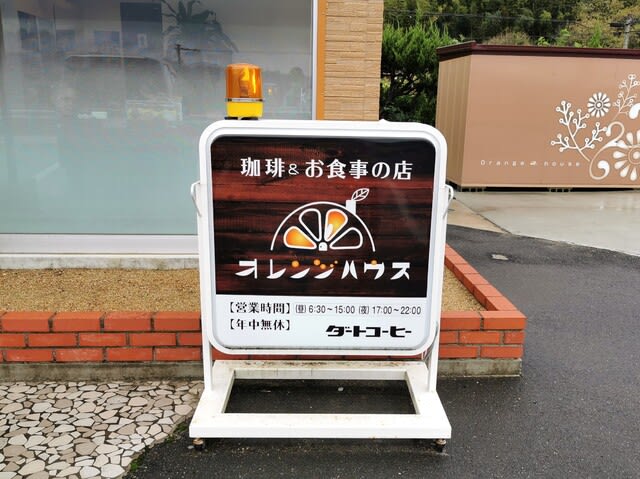 珈琲&お食事の店
オレンジハウス
【営業時間】(昼) 6:30〜15:00 (夜) 17:00〜22:00
【年中無休】
ダートコーヒー
Orange house